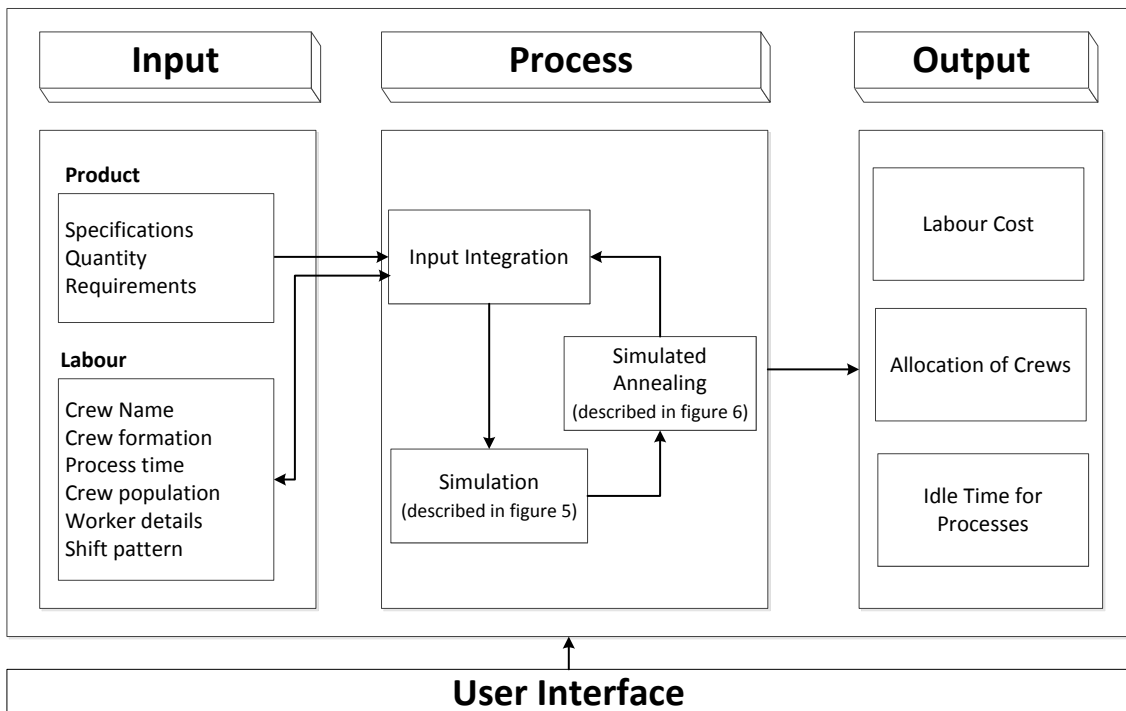 Input
Process
Output
Product
Specifications
Quantity
Requirements
Labour
Crew Name
Crew formation
Process time
Crew population
Worker details
Shift pattern
Input Integration
Simulated
Annealing
(described in figure 6)
Simulation
(described in figure 5)
Labour Cost
Allocation of Crews
Idle Time for
Processes
User Interface